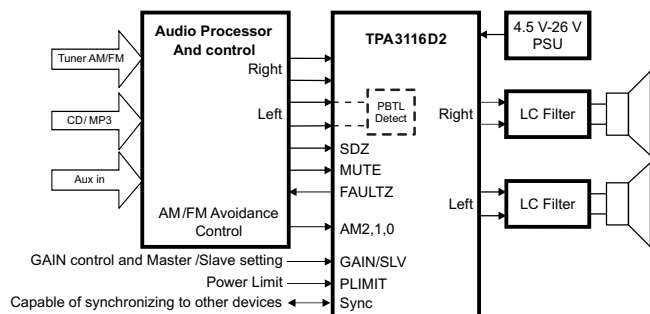 Audio Processor
And control
TPA3116D2
4.5 V-26 V
PSU
Tuner AM/FM
Right
CD/ MP3
Left
PBTL
Detect
Right
LC Filter
SDZ
MUTE
Aux in
FAULTZ
Left
LC Filter
AM/FM Avoidance
Control
AM2,1,0
GAIN control and Master /Slave setting
GAIN/SLV
Power Limit
PLIMIT
Capable of synchronizing to other devices
Sync